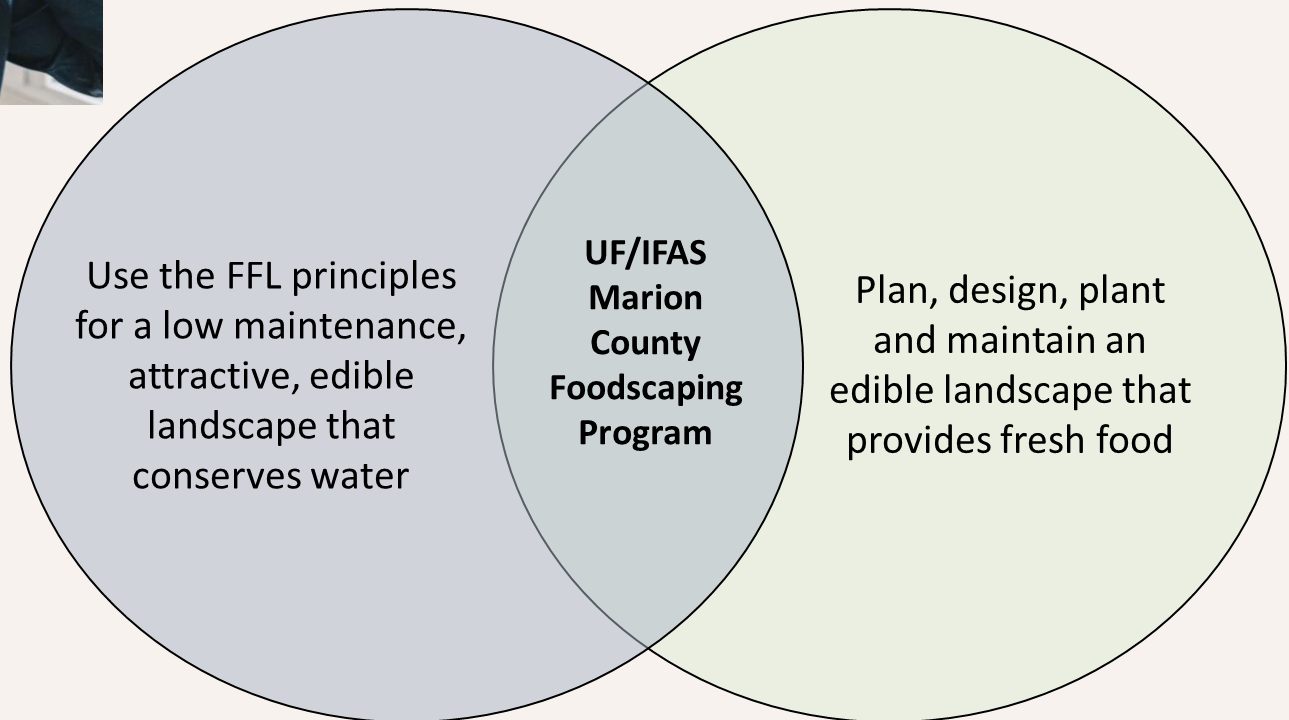 Use the FFL principles
for a low maintenance,
attractive, edible
landscape that
conserves water
UF/IFAS
Marion
County
Foodscaping
Program
Plan, design, plant
and maintain an
edible landscape that
provides fresh food